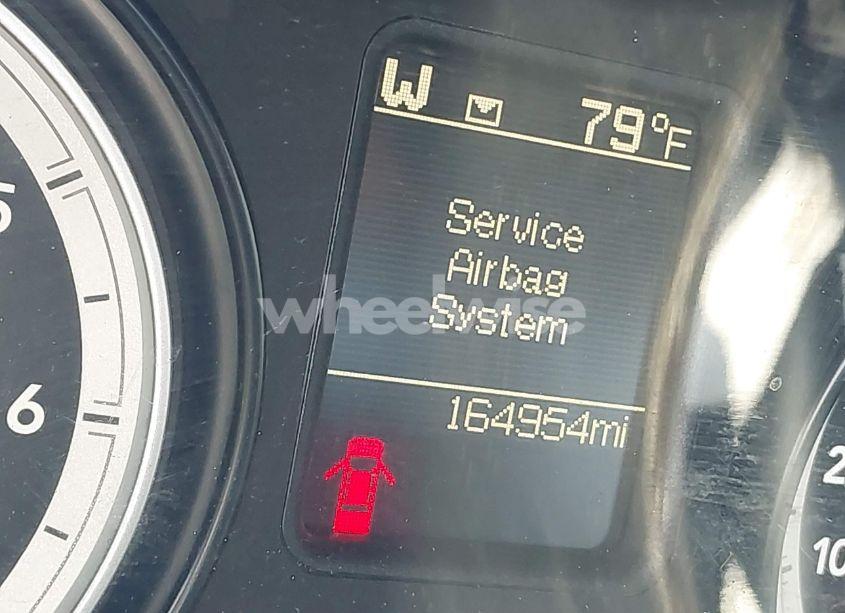 W 79°F
Service
Airbag
System
wheelwise
164954mi
5
6
2
10